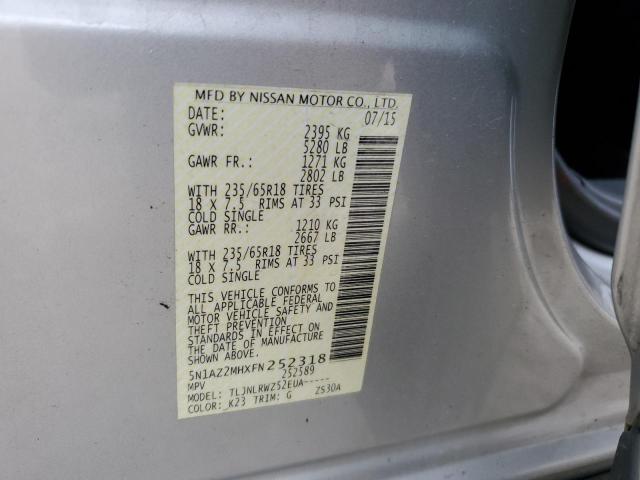 MFD BY NISSAN MOTOR CO., LTD.
DATE: 07/15
GVWR: 2395 KG
5280 LB
GAWR FR.: 1271 KG
2802 LB
WITH 235/65R18 TIRES
18 X 7.5 RIMS AT 33 PSI
COLD SINGLE
GAWR RR.: 1210 KG
2667 LB
WITH 235/65R18 TIRES
18 X 7.5 RIMS AT 33 PSI
COLD SINGLE
THIS VEHICLE CONFORMS TO
ALL APPLICABLE FEDERAL
MOTOR VEHICLE SAFETY AND
THEFT PREVENTION
STANDARDS IN EFFECT ON
THE DATE OF MANUFACTURE
SHOWN ABOVE.
5N1AZ2MHXFN252318
MPV 252589
MODEL: TLJNLRWZ52EUA-----
COLOR: K23 TRIM: G Z530A